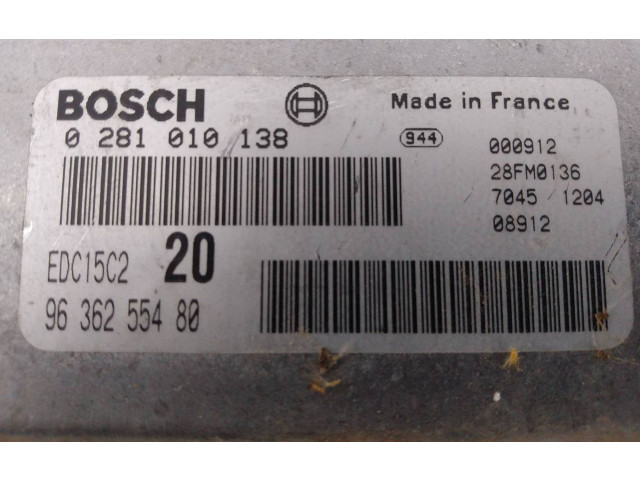 BOSCH
Made in France
0 281 010 138
944
000912
28FM0136
7045 1204
08912
EDC15C2 20
96 362 554 80